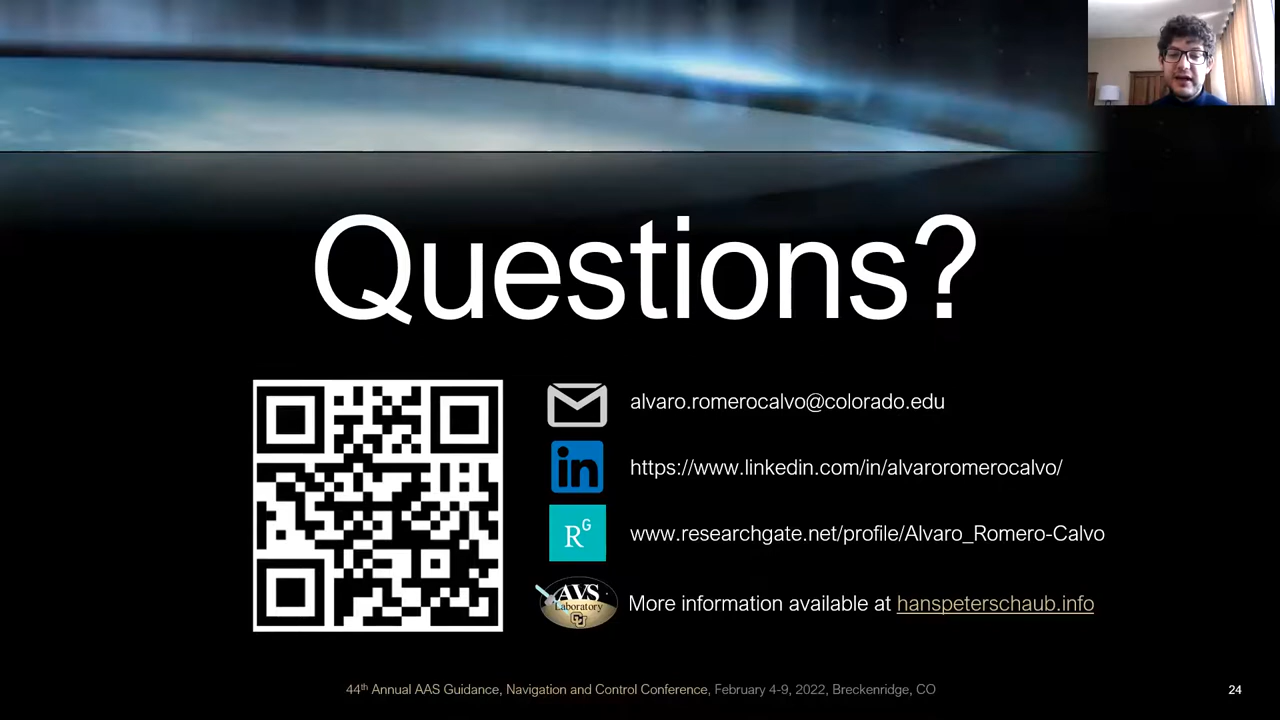 Questions?
alvaro.romerocalvo@colorado.edu
in
https://www.linkedin.com/in/alvaroromerocalvo/
RG
www.researchgate.net/profile/Alvaro_Romero-Calvo
AVS
Laboratory
CU
More information available at hanspeterschaub.info
44th Annual AAS Guidance, Navigation and Control Conference, February 4-9, 2022, Breckenridge, CO
24